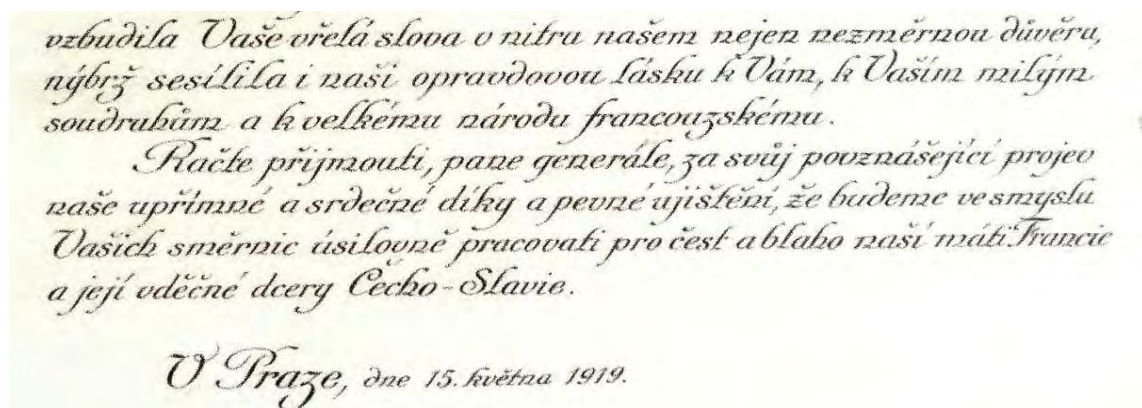 vzbudila Vaše vřelá slova v nitru našem nejen nezměrnou důvěru,
nýbrž sesílila i naši opravdovou lásku k Vám, k Vaším milým
soudruhům a k velkému národu francouzskému.
Račte přijmouti, pane generále, za svůj povznášející projev
naše upřímné a srdečné díky a pevné ujištění, že budeme ve smyslu
Vašich směrnic úsilovně pracovati pro čest a blaho naší máti Francie
a její vděčné dcery Čecho-Slavie.
V Praze, dne 15. května 1919.